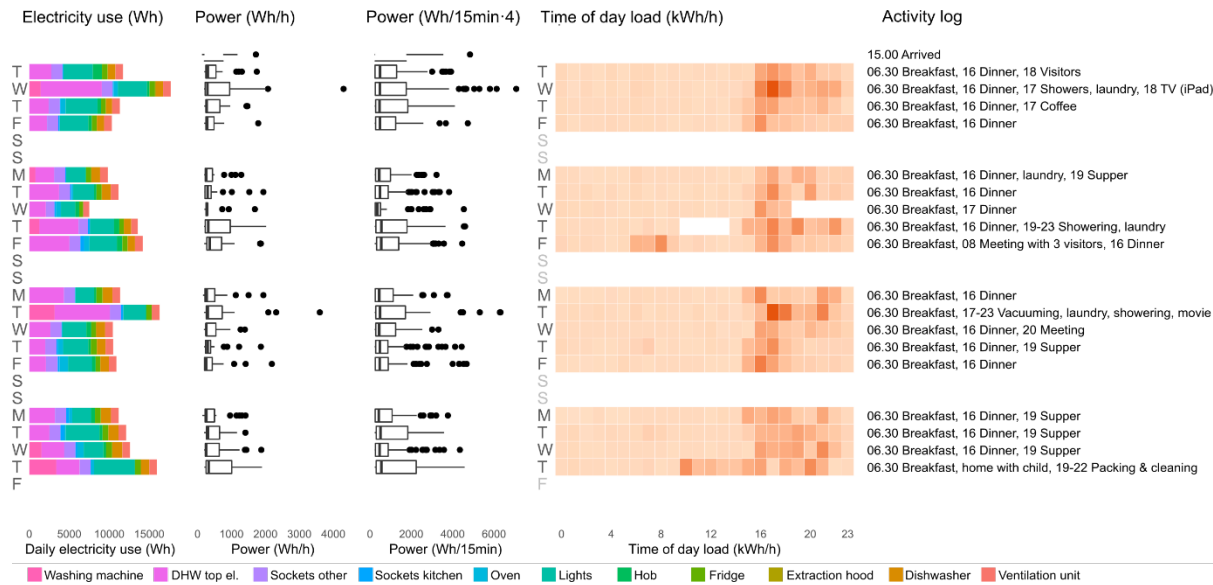 Electricity use (Wh) Power (Wh/h) Power (Wh/15min·4) Time of day load (kWh/h) Activity log
15.00 Arrived
T T 06.30 Breakfast, 16 Dinner, 18 Visitors
W W 06.30 Breakfast, 16 Dinner, 17 Showers, laundry, 18 TV (iPad)
T T 06.30 Breakfast, 16 Dinner, 17 Coffee
F F 06.30 Breakfast, 16 Dinner
S S
S S
M M 06.30 Breakfast, 16 Dinner, laundry, 19 Supper
T T 06.30 Breakfast, 16 Dinner
W W 06.30 Breakfast, 17 Dinner
T T 06.30 Breakfast, 16 Dinner, 19-23 Showering, laundry
F F 06.30 Breakfast, 08 Meeting with 3 visitors, 16 Dinner
S S
S S
M M 06.30 Breakfast, 16 Dinner
T T 06.30 Breakfast, 17-23 Vacuuming, laundry, showering, movie
W W 06.30 Breakfast, 16 Dinner, 20 Meeting
T T 06.30 Breakfast, 16 Dinner, 19 Supper
F F 06.30 Breakfast, 16 Dinner
S S
S S
M M 06.30 Breakfast, 16 Dinner, 19 Supper
T T 06.30 Breakfast, 16 Dinner, 19 Supper
W W 06.30 Breakfast, 16 Dinner, 19 Supper
T T 06.30 Breakfast, home with child, 19-22 Packing & cleaning
F F
0 5000 10000 15000 0 1000 2000 3000 4000 0 2000 4000 6000 0 4 8 12 16 20 23
Daily electricity use (Wh) Power (Wh/h) Power (Wh/15min) Time of day load (kWh/h)
Washing machine DHW top el. Sockets other Sockets kitchen Oven Lights Hob Fridge Extraction hood Dishwasher Ventilation unit